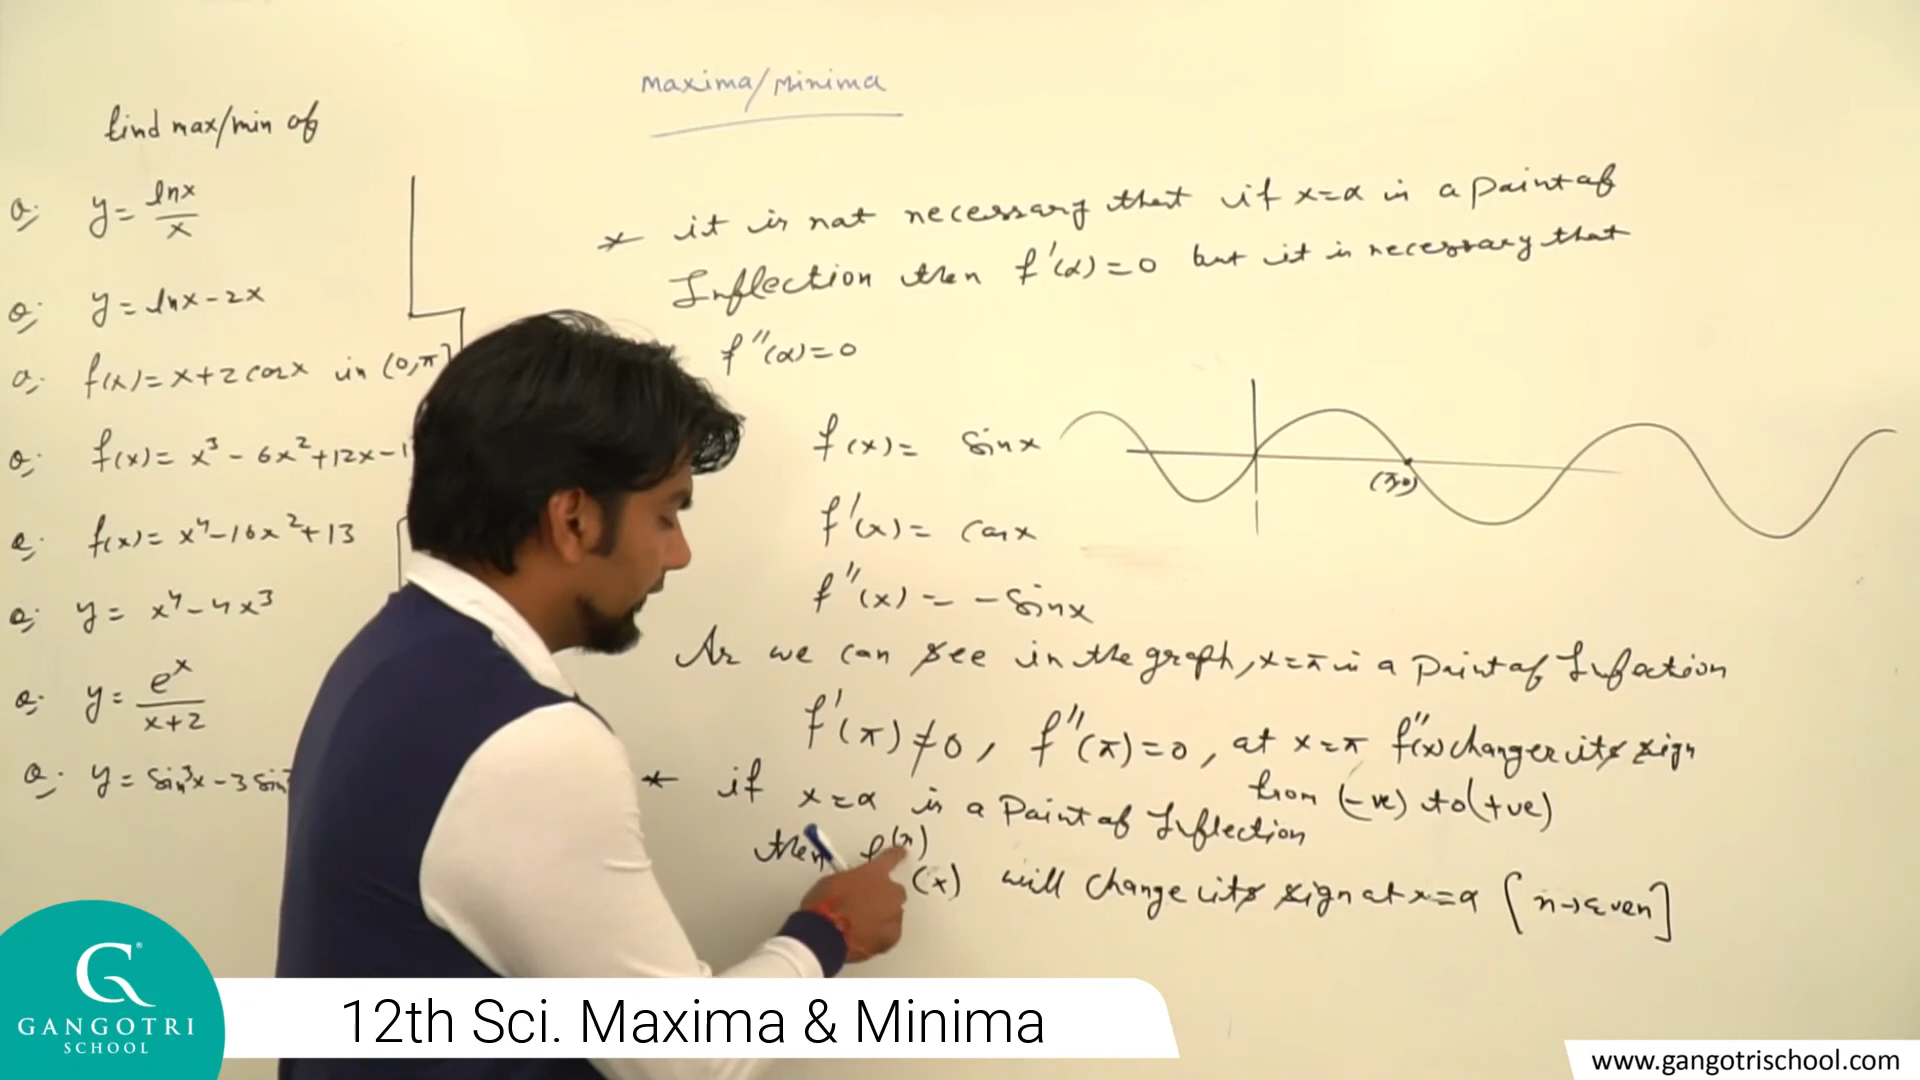 Maxima/Minima
find max/min of
Q: y = lnx/x
Q: y = lnx - 2x
Q: f(x) = x + 2 cosx in (0,π]
Q: f(x) = x³ - 6x² + 12x - 1
Q: f(x) = x⁴ - 16x² + 13
Q: y = x⁴ - 4x³
Q: y = eˣ/(x+2)
Q: y = sin³x - 3 sin
* it is not necessary that if x=α is a point of
Inflection then f'(α)=0 but it is necessary that
f''(α)=0
f(x) = sinx
f'(x) = cosx
f''(x) = -sinx
(π,0)
As we can see in the graph, x=π is a point of Inflection
f'(π)≠0, f''(π)=0, at x=π f''(x) changes its sign
from (-ve) to (+ve)
* if x=α is a point of Inflection
then f⁽ⁿ⁾(x) will change its sign at x=α [n→even]
G®
GANGOTRI
SCHOOL
12th Sci. Maxima & Minima
www.gangotrischool.com